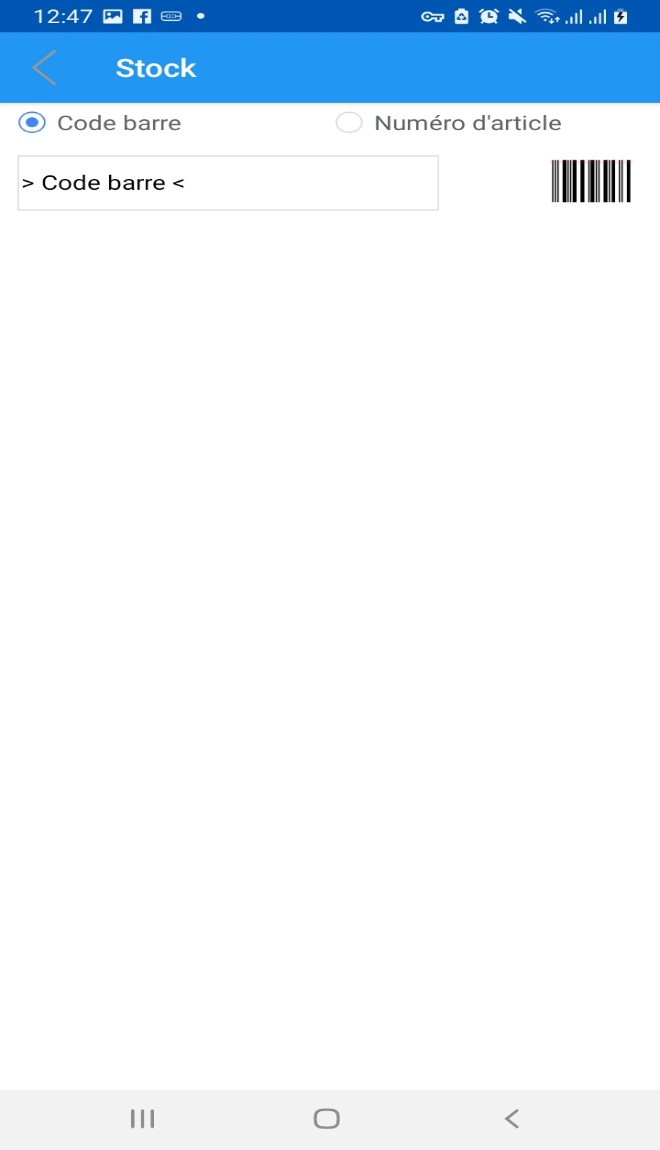 12:47
Stock
Code barre
Numéro d'article
> Code barre <